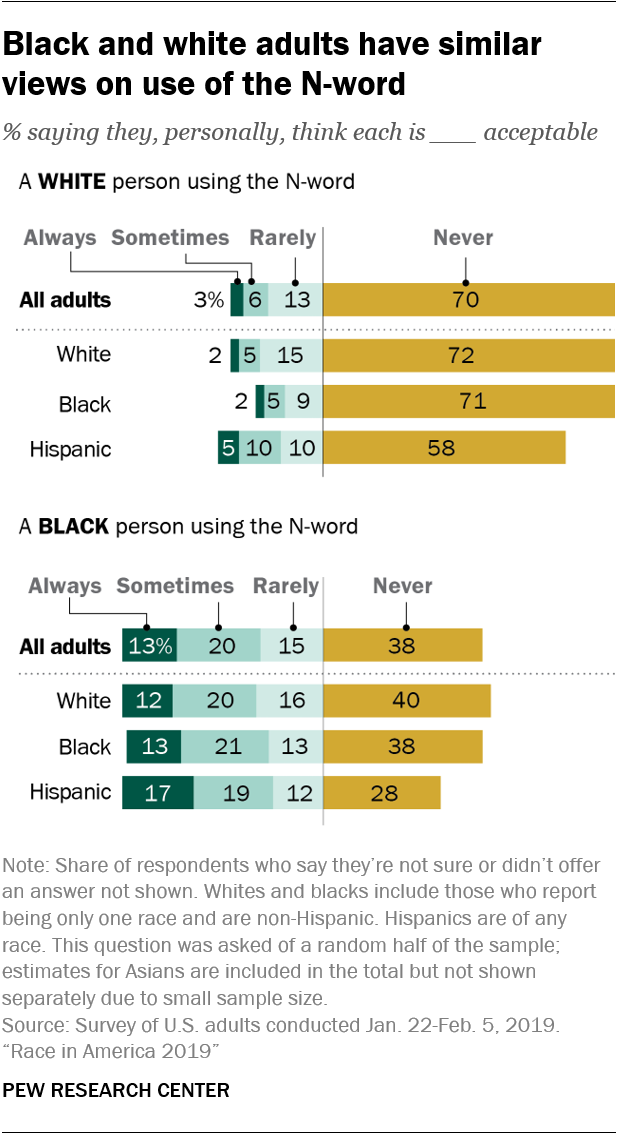 Black and white adults have similar
views on use of the N-word
% saying they, personally, think each is ___ acceptable
A WHITE person using the N-word
Always Sometimes Rarely Never
All adults 3% 6 13 70
White 2 5 15 72
Black 2 5 9 71
Hispanic 5 10 10 58
A BLACK person using the N-word
Always Sometimes Rarely Never
All adults 13% 20 15 38
White 12 20 16 40
Black 13 21 13 38
Hispanic 17 19 12 28
Note: Share of respondents who say they're not sure or didn't offer
an answer not shown. Whites and blacks include those who report
being only one race and are non-Hispanic. Hispanics are of any
race. This question was asked of a random half of the sample;
estimates for Asians are included in the total but not shown
separately due to small sample size.
Source: Survey of U.S. adults conducted Jan. 22-Feb. 5, 2019.
"Race in America 2019"
PEW RESEARCH CENTER